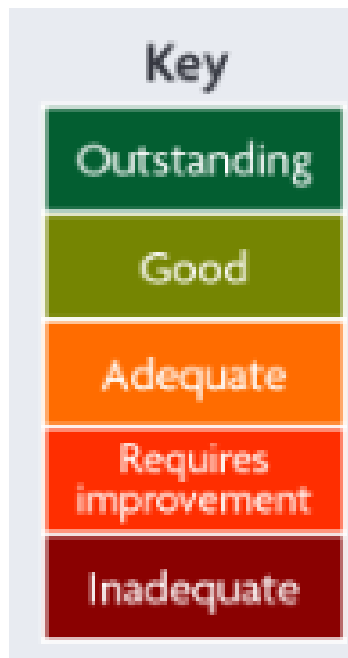 Key
Outstanding
Good
Adequate
Requires
improvement
Inadequate